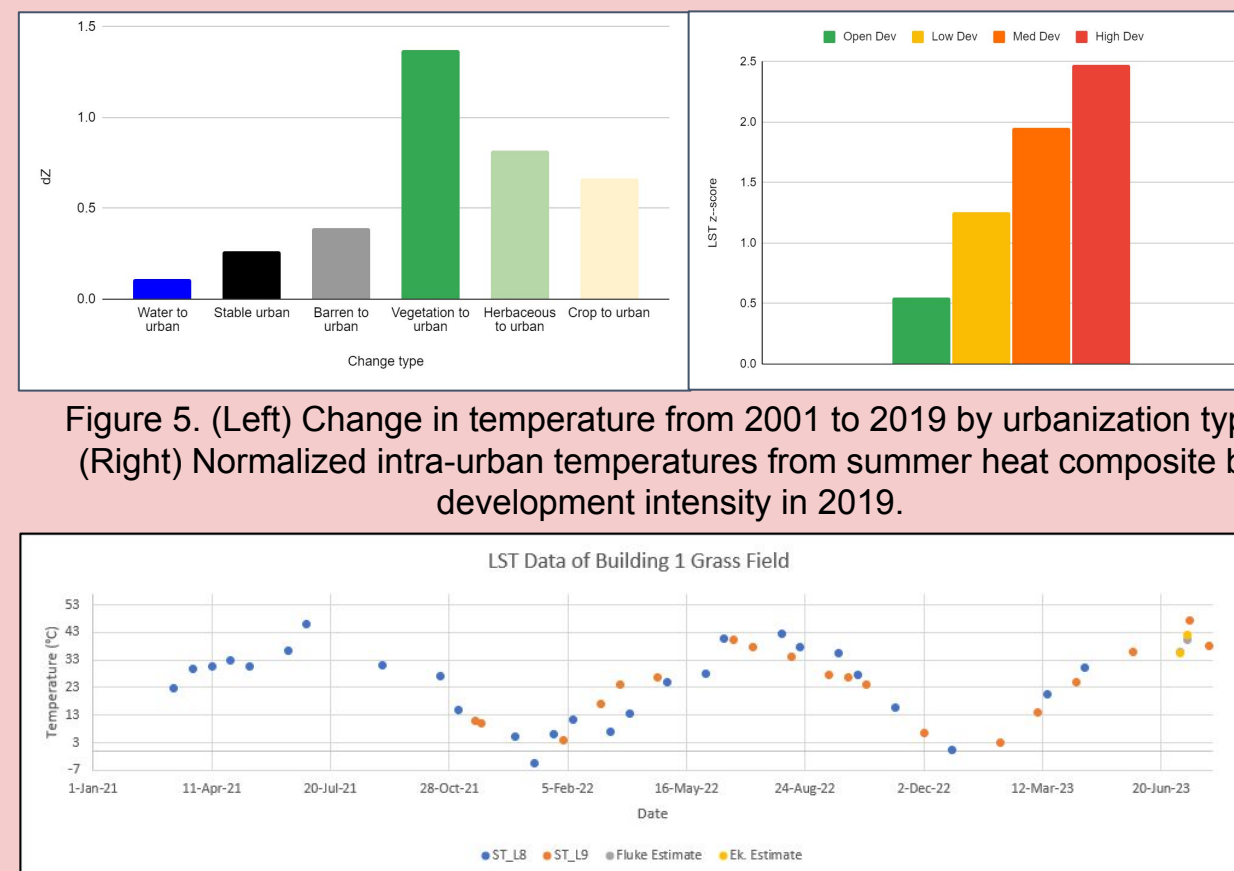 1.5
1.0
0.5
0.0
dZ
Water to urban
Stable urban
Barren to urban
Vegetation to urban
Herbaceous to urban
Crop to urban
Change type
Open Dev Low Dev Med Dev High Dev
2.5
2.0
1.5
1.0
0.5
0.0
LST z--score
Figure 5. (Left) Change in temperature from 2001 to 2019 by urbanization
(Right) Normalized intra-urban temperatures from summer heat composite
development intensity in 2019.
LST Data of Building 1 Grass Field
53
43
33
23
13
3
-7
Temperature (°C)
1-Jan-21 11-Apr-21 20-Jul-21 28-Oct-21 5-Feb-22 16-May-22 24-Aug-22 2-Dec-22 12-Mar-23 20-Jun-23
Date
ST_L8 ST_L9 Fluke Estimate Ek. Estimate